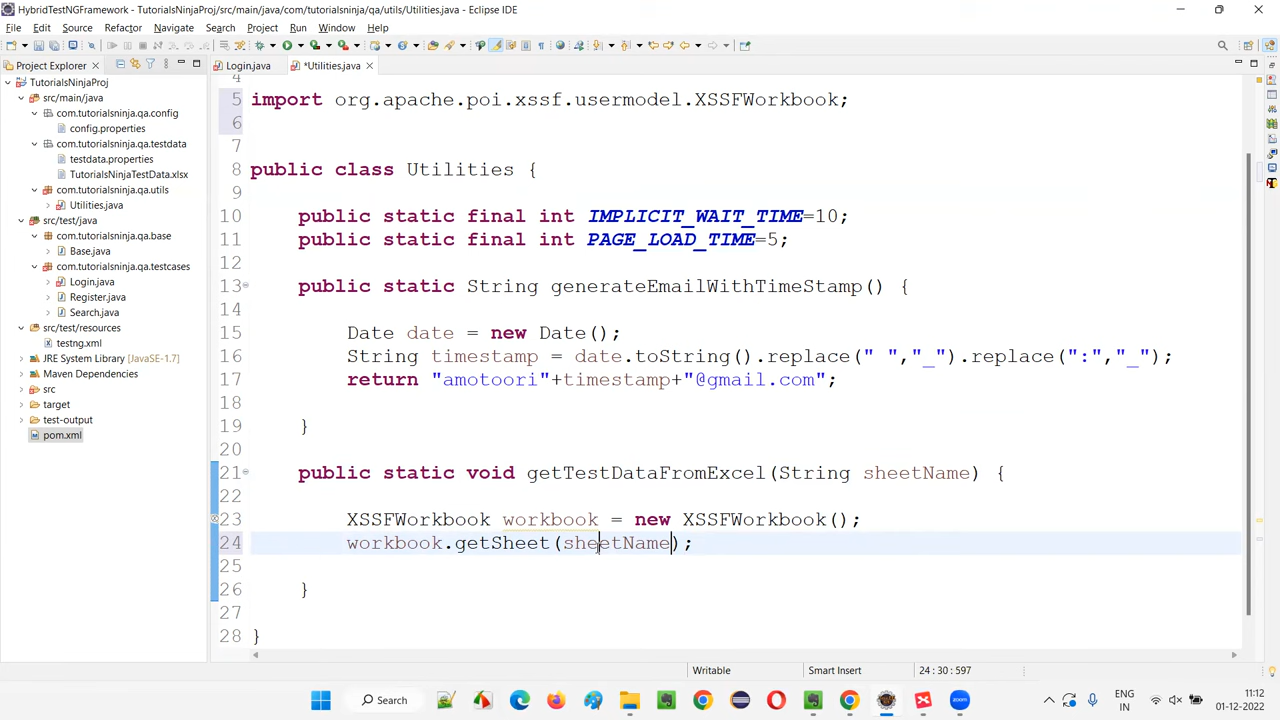 HybridTestNGFramework - TutorialsNinjaProj/src/main/java/com/tutorialsninja/qa/utils/Utilities.java - Eclipse IDE
File Edit Source Refactor Navigate Search Project Run Window Help
Project Explorer
Login.java
*Utilities.java
TutorialsNinjaProj
src/main/java
com.tutorialsninja.qa.config
config.properties
com.tutorialsninja.qa.testdata
testdata.properties
TutorialsNinjaTestData.xlsx
com.tutorialsninja.qa.utils
Utilities.java
src/test/java
com.tutorialsninja.qa.base
Base.java
com.tutorialsninja.qa.testcases
Login.java
Register.java
Search.java
src/test/resources
testng.xml
JRE System Library [JavaSE-1.7]
Maven Dependencies
src
target
test-output
pom.xml
4
5 import org.apache.poi.xssf.usermodel.XSSFWorkbook;
6
7
8 public class Utilities {
9
10 public static final int IMPLICIT_WAIT_TIME=10;
11 public static final int PAGE_LOAD_TIME=5;
12
13 public static String generateEmailWithTimeStamp() {
14
15 Date date = new Date();
16 String timestamp = date.toString().replace(" ","_").replace(":","_");
17 return "amotoori"+timestamp+"@gmail.com";
18
19 }
20
21 public static void getTestDataFromExcel(String sheetName) {
22
23 XSSFWorkbook workbook = new XSSFWorkbook();
24 workbook.getSheet(sheetName);
25
26 }
27
28 }
Writable Smart Insert 24 : 30 : 597
Search
ENG
IN
11:12
01-12-2022